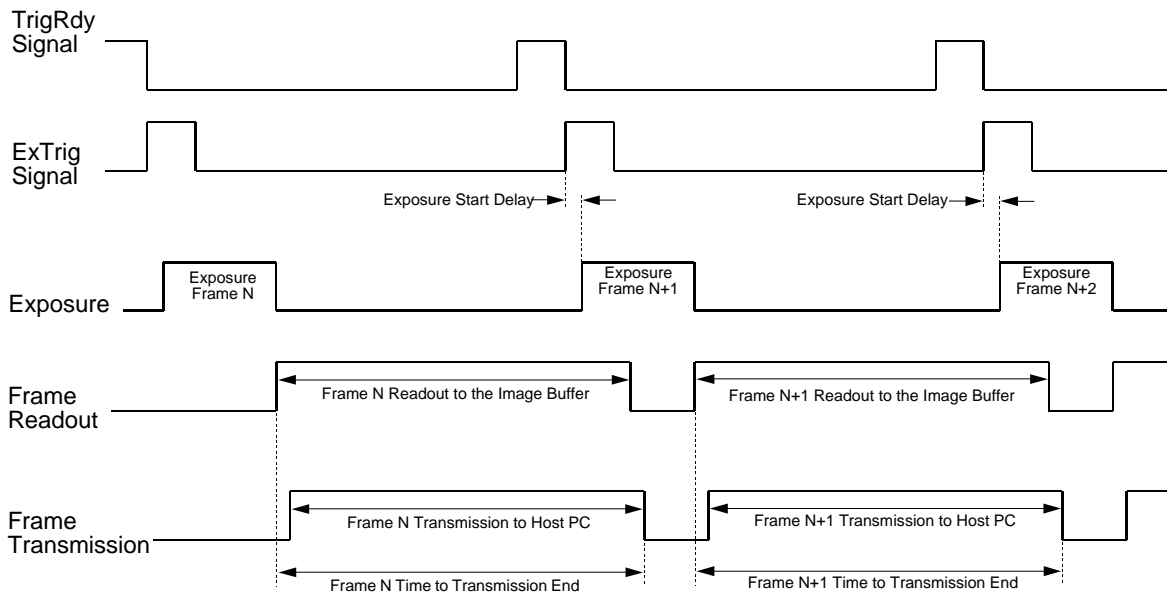 TrigRdy
Signal
ExTrig
Signal
Exposure Start Delay
Exposure Start Delay
Exposure
Exposure
Frame N
Exposure
Frame N+1
Exposure
Frame N+2
Frame
Readout
Frame N Readout to the Image Buffer
Frame N+1 Readout to the Image Buffer
Frame
Transmission
Frame N Transmission to Host PC
Frame N+1 Transmission to Host PC
Frame N Time to Transmission End
Frame N+1 Time to Transmission End